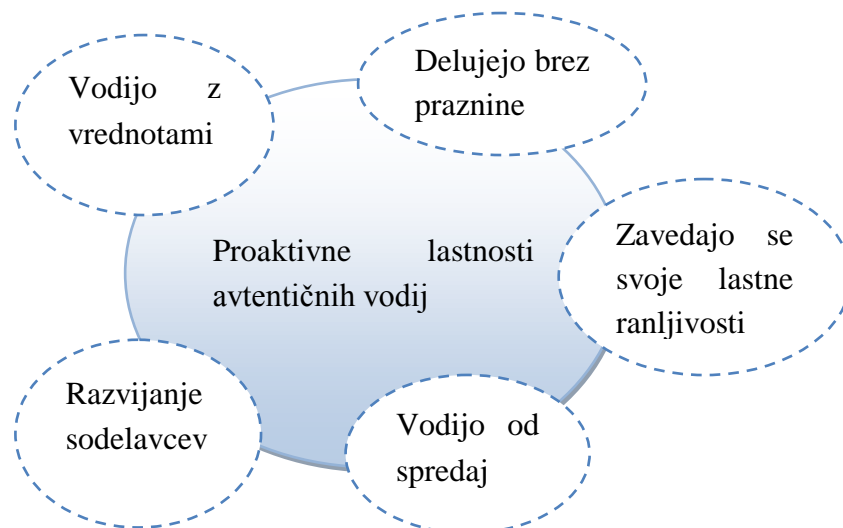 Delujejo brez
praznine
Vodijo z
vrednotami
Zavedajo se
svoje lastne
ranljivosti
Proaktivne lastnosti
avtentičnih vodij
Razvijanje
sodelavcev
Vodijo od
spredaj